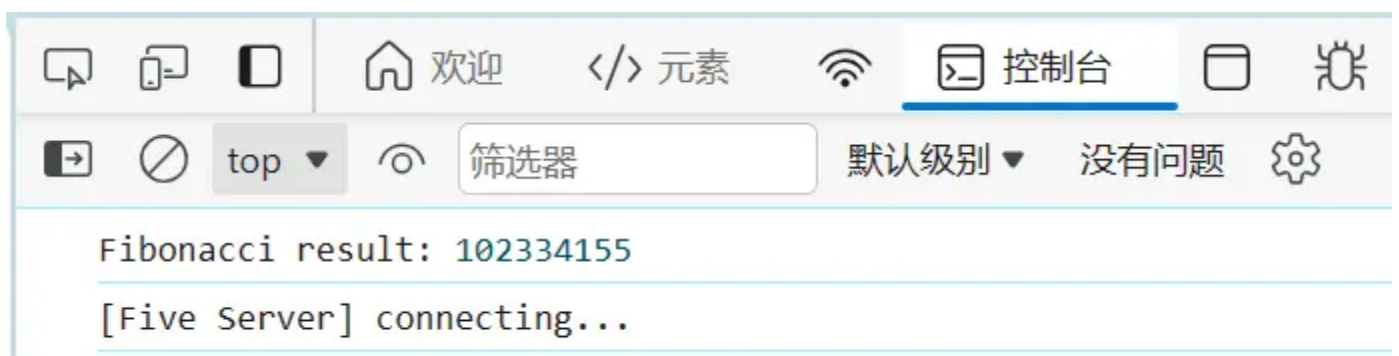 欢迎 </> 元素 控制台
top 筛选器 默认级别 没有问题
Fibonacci result: 102334155
[Five Server] connecting...